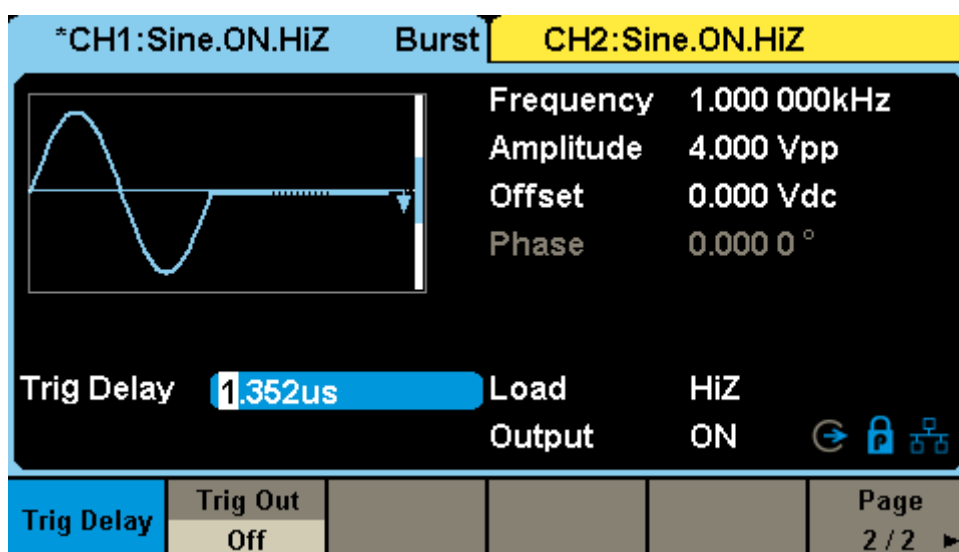 *CH1:Sine.ON.HiZ Burst CH2:Sine.ON.HiZ
Frequency 1.000 000kHz
Amplitude 4.000 Vpp
Offset 0.000 Vdc
Phase 0.000 0 °
Trig Delay 1.352us Load HiZ
Output ON P
Trig Delay Trig Out Page
Off 2 / 2